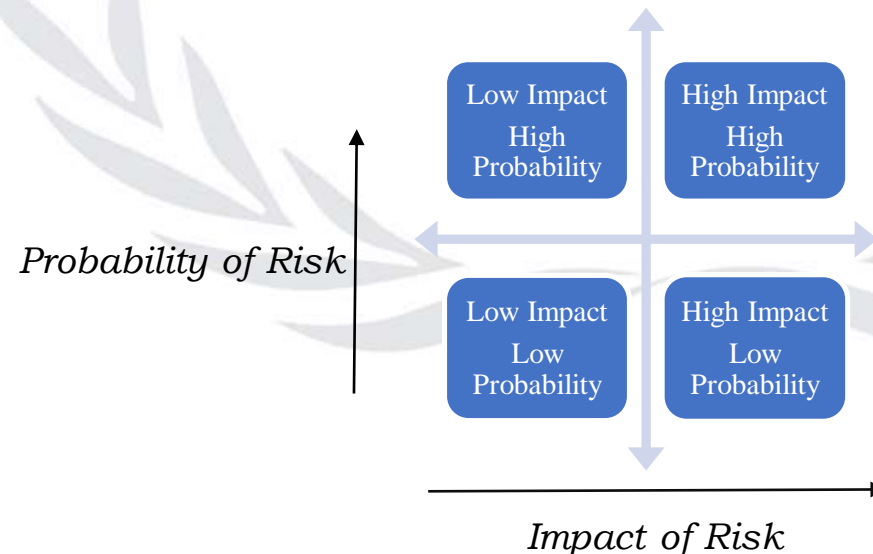 Low Impact
High
Probability
High Impact
High
Probability
Probability of Risk
Low Impact
Low
Probability
High Impact
Low
Probability
Impact of Risk